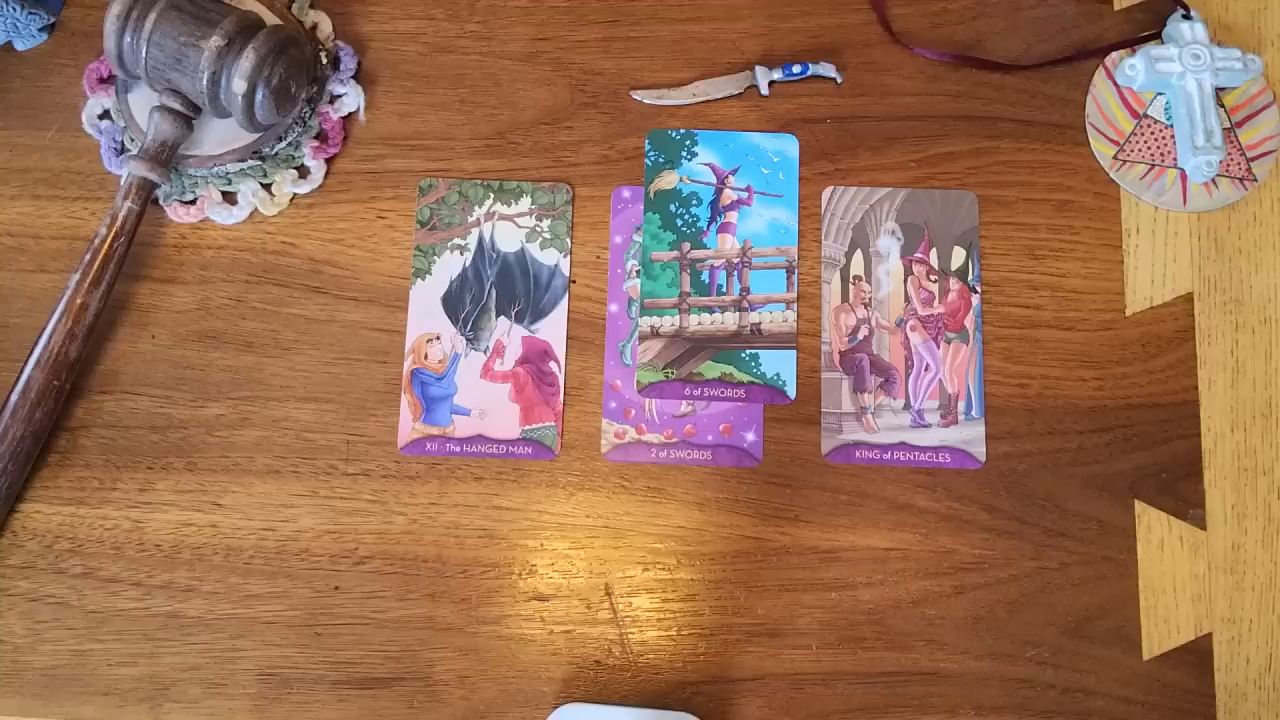 XII - The HANGED MAN
6 of SWORDS
2 of SWORDS
KING of PENTACLES